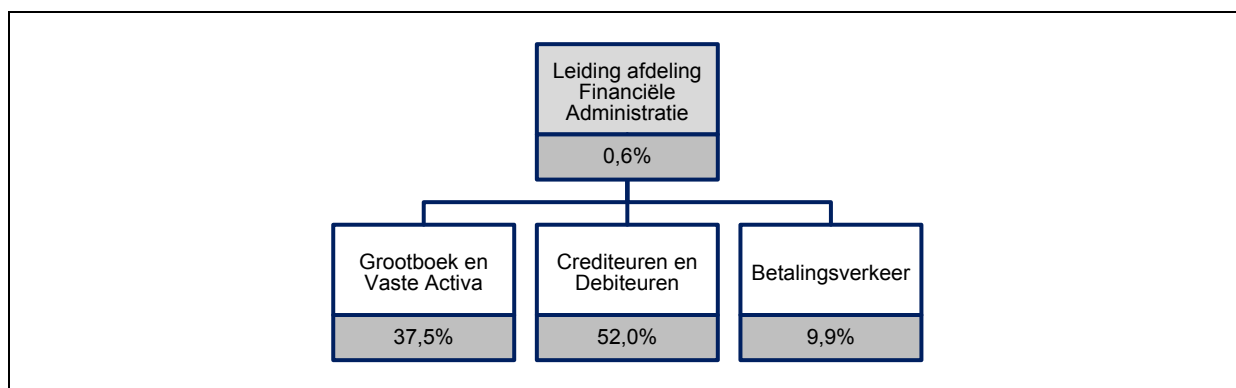 Leiding afdeling
Financiële
Administratie
0,6%
Grootboek en
Vaste Activa
37,5%
Crediteuren en
Debiteuren
52,0%
Betalingsverkeer
9,9%